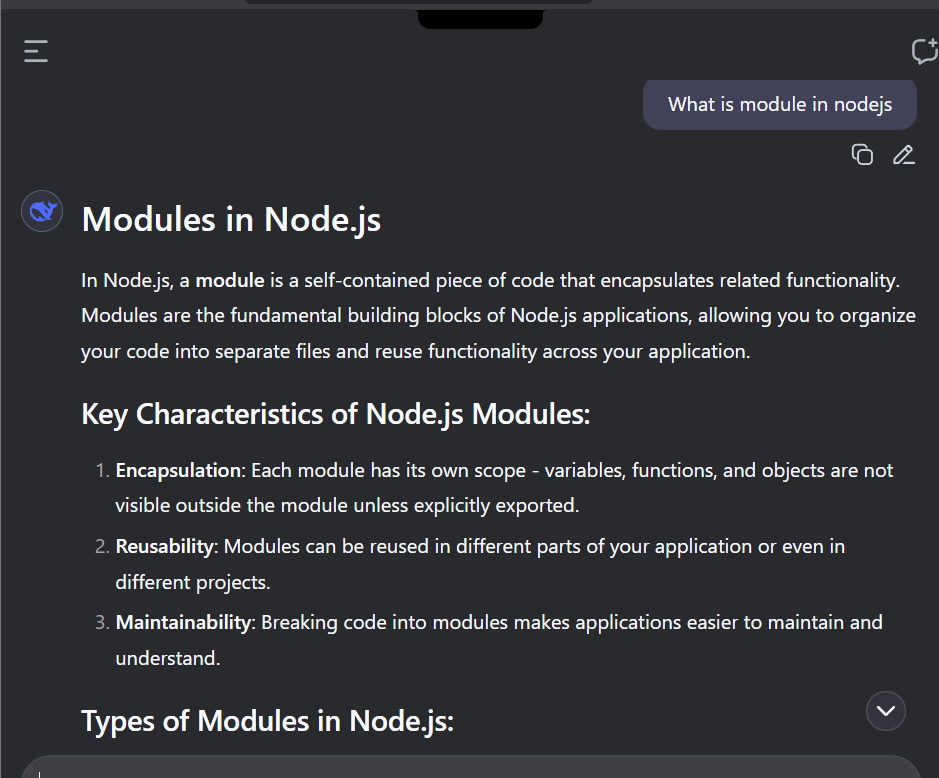 What is module in nodejs
Modules in Node.js
In Node.js, a module is a self-contained piece of code that encapsulates related functionality.
Modules are the fundamental building blocks of Node.js applications, allowing you to organize
your code into separate files and reuse functionality across your application.
Key Characteristics of Node.js Modules:
1. Encapsulation: Each module has its own scope - variables, functions, and objects are not
visible outside the module unless explicitly exported.
2. Reusability: Modules can be reused in different parts of your application or even in
different projects.
3. Maintainability: Breaking code into modules makes applications easier to maintain and
understand.
Types of Modules in Node.js: